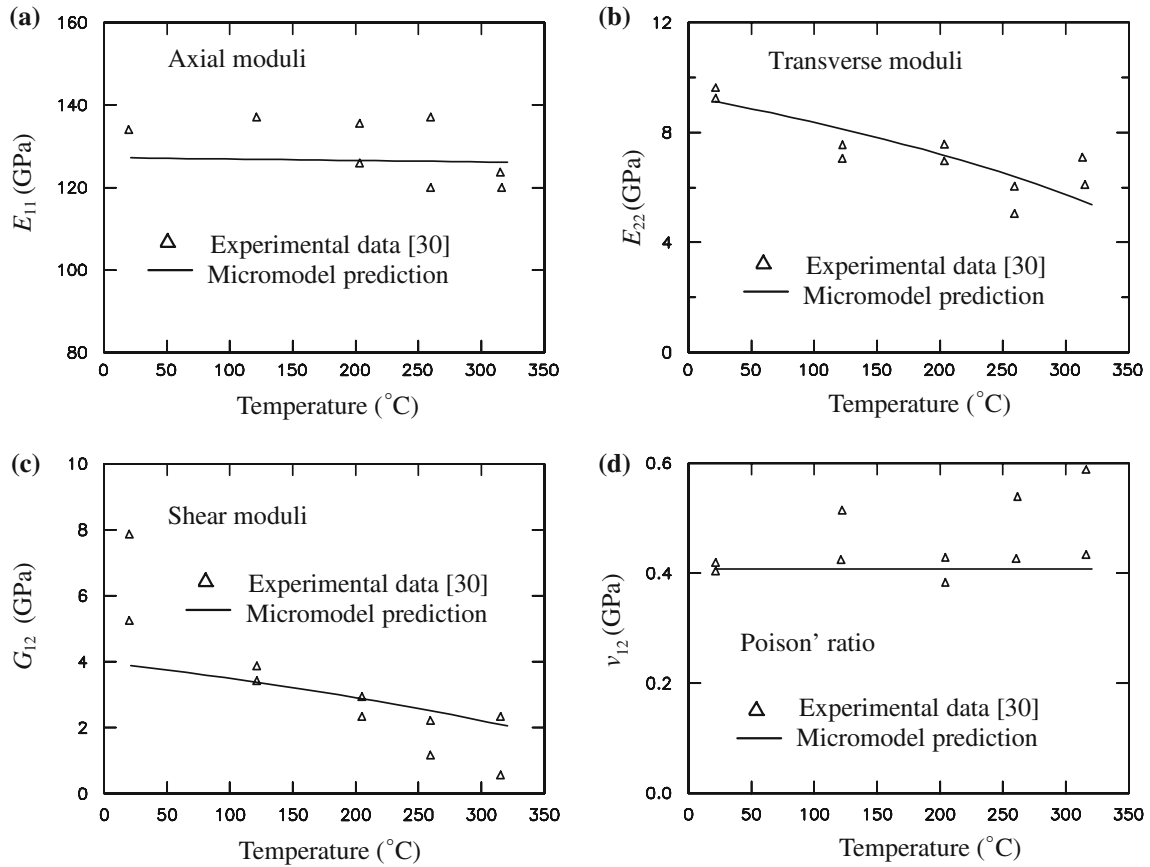 (a)
160
140
120
100
80
E11 (GPa)
Axial moduli
Experimental data [30]
Micromodel prediction
0 50 100 150 200 250 300 350
Temperature (°C)
(b)
12
8
4
0
E22 (GPa)
Transverse moduli
Experimental data [30]
Micromodel prediction
0 50 100 150 200 250 300 350
Temperature (°C)
(c)
10
8
6
4
2
0
G12 (GPa)
Shear moduli
Experimental data [30]
Micromodel prediction
0 50 100 150 200 250 300 350
Temperature (°C)
(d)
0.6
0.4
0.2
0.0
ν12 (GPa)
Poison' ratio
Experimental data [30]
Micromodel prediction
0 50 100 150 200 250 300 350
Temperature (°C)